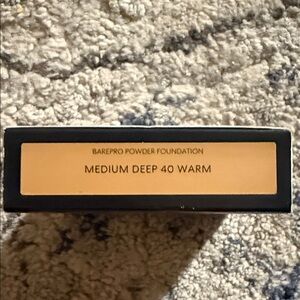 BAREPRO POWDER FOUNDATION
MEDIUM DEEP 40 WARM